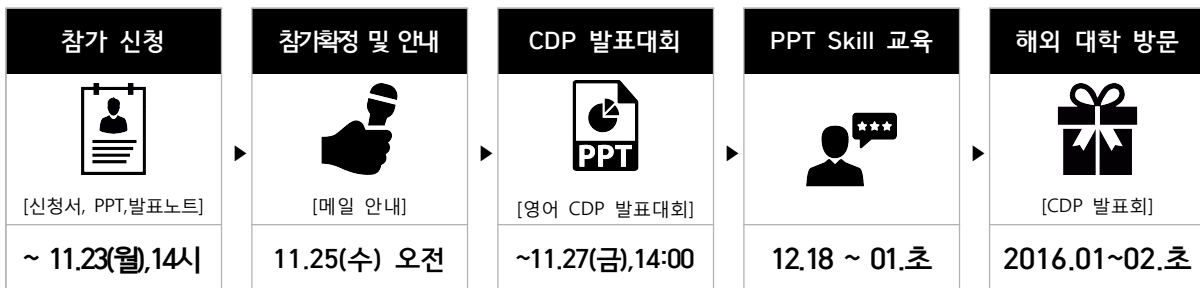 참가 신청
[신청서, PPT,발표노트]
~ 11.23(월),14시
참가확정 및 안내
[메일 안내]
11.25(수) 오전
CDP 발표대회
PPT
[영어 CDP 발표대회]
~11.27(금),14:00
PPT Skill 교육
12.18 ~ 01.초
해외 대학 방문
[CDP 발표회]
2016.01~02.초